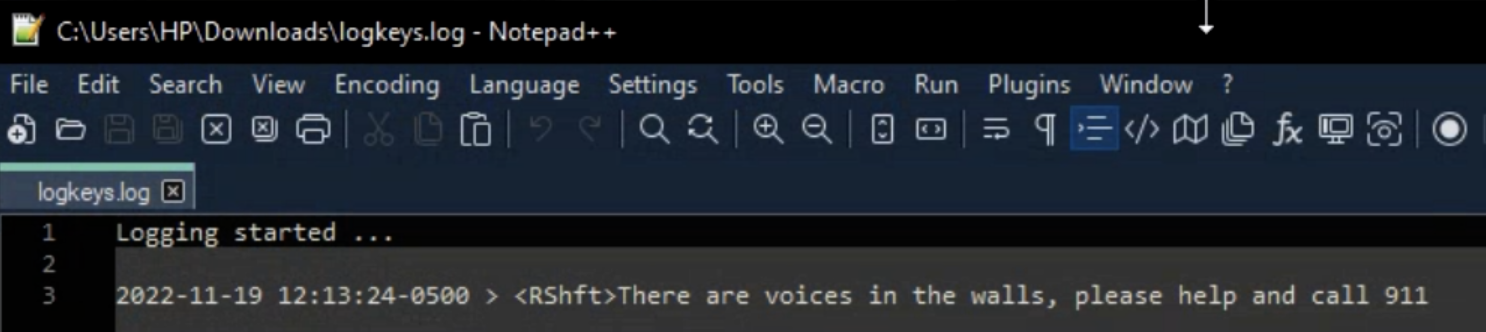 C:\Users\HP\Downloads\logkeys.log - Notepad++
File Edit Search View Encoding Language Settings Tools Macro Run Plugins Window ?
logkeys.log
1 Logging started ...
2
3 2022-11-19 12:13:24-0500 > <RShft>There are voices in the walls, please help and call 911